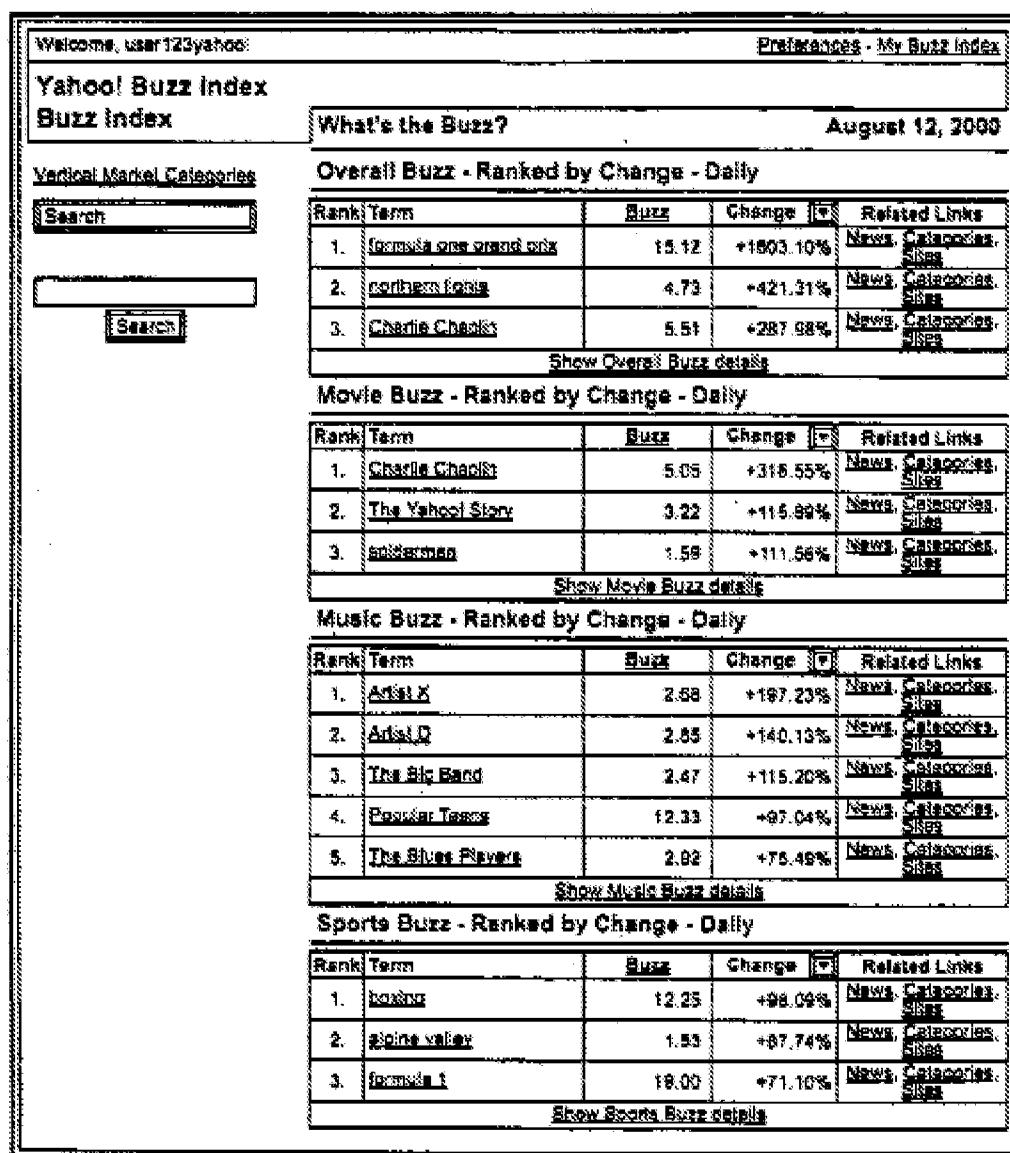 Welcome, user123yahoo!
Preferences - My Buzz Index
Yahoo! Buzz Index
Buzz Index
What's the Buzz?
August 12, 2000
Vertical Market Categories
Search
Search
Overall Buzz - Ranked by Change - Daily
Rank Term Buzz Change Related Links
1. formula one grand prix 15.12 +1603.10% News, Categories,
Sites
2. northern lights 4.73 +421.31% News, Categories,
Sites
3. Charlie Chaplin 5.51 +287.98% News, Categories,
Sites
Show Overall Buzz details
Movie Buzz - Ranked by Change - Daily
Rank Term Buzz Change Related Links
1. Charlie Chaplin 5.05 +316.55% News, Categories,
Sites
2. The Yahoo! Story 3.22 +115.89% News, Categories,
Sites
3. spiderman 1.59 +111.56% News, Categories,
Sites
Show Movie Buzz details
Music Buzz - Ranked by Change - Daily
Rank Term Buzz Change Related Links
1. Artist X 2.68 +197.23% News, Categories,
Sites
2. Artist D 2.65 +140.13% News, Categories,
Sites
3. The Big Band 2.47 +115.20% News, Categories,
Sites
4. Popular Teens 12.33 +97.04% News, Categories,
Sites
5. The Blues Players 2.92 +75.49% News, Categories,
Sites
Show Music Buzz details
Sports Buzz - Ranked by Change - Daily
Rank Term Buzz Change Related Links
1. boxing 12.25 +98.09% News, Categories,
Sites
2. alpine valley 1.53 +87.74% News, Categories,
Sites
3. formula 1 19.00 +71.10% News, Categories,
Sites
Show Sports Buzz details